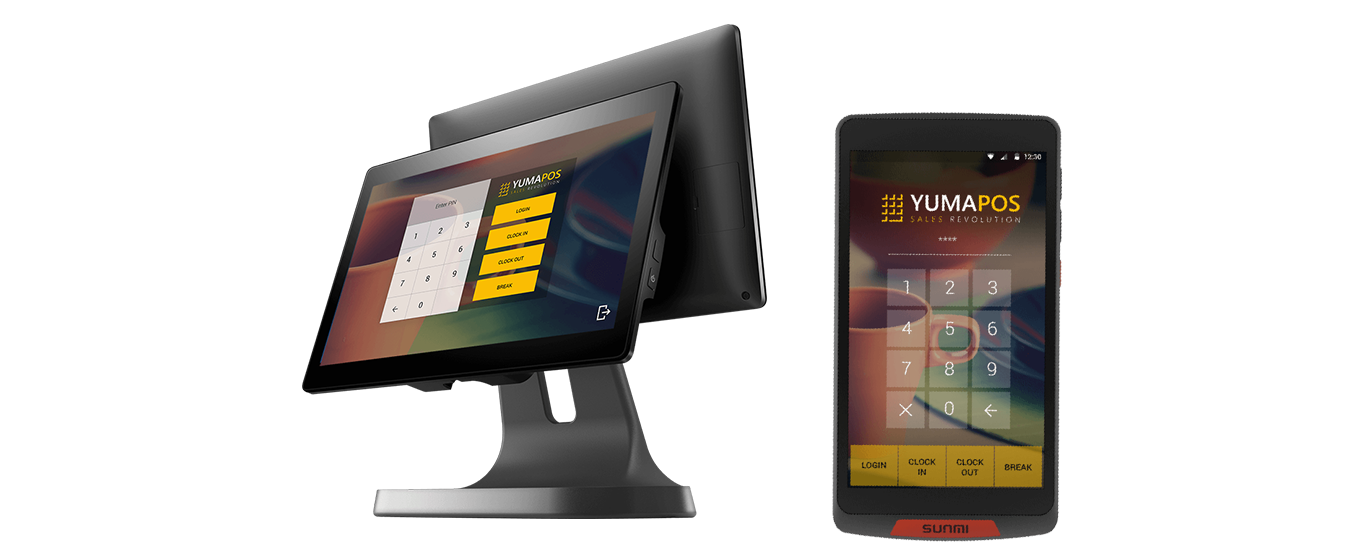 YUMAPOS
SALES REVOLUTION
Enter PIN
1 2 3
4 5 6
7 8 9
← 0
LOGIN
CLOCK IN
CLOCK OUT
BREAK
12:30
YUMAPOS
SALES REVOLUTION
****
1 2 3
4 5 6
7 8 9
× 0 ←
LOGIN
CLOCK IN
CLOCK OUT
BREAK
SUNMI